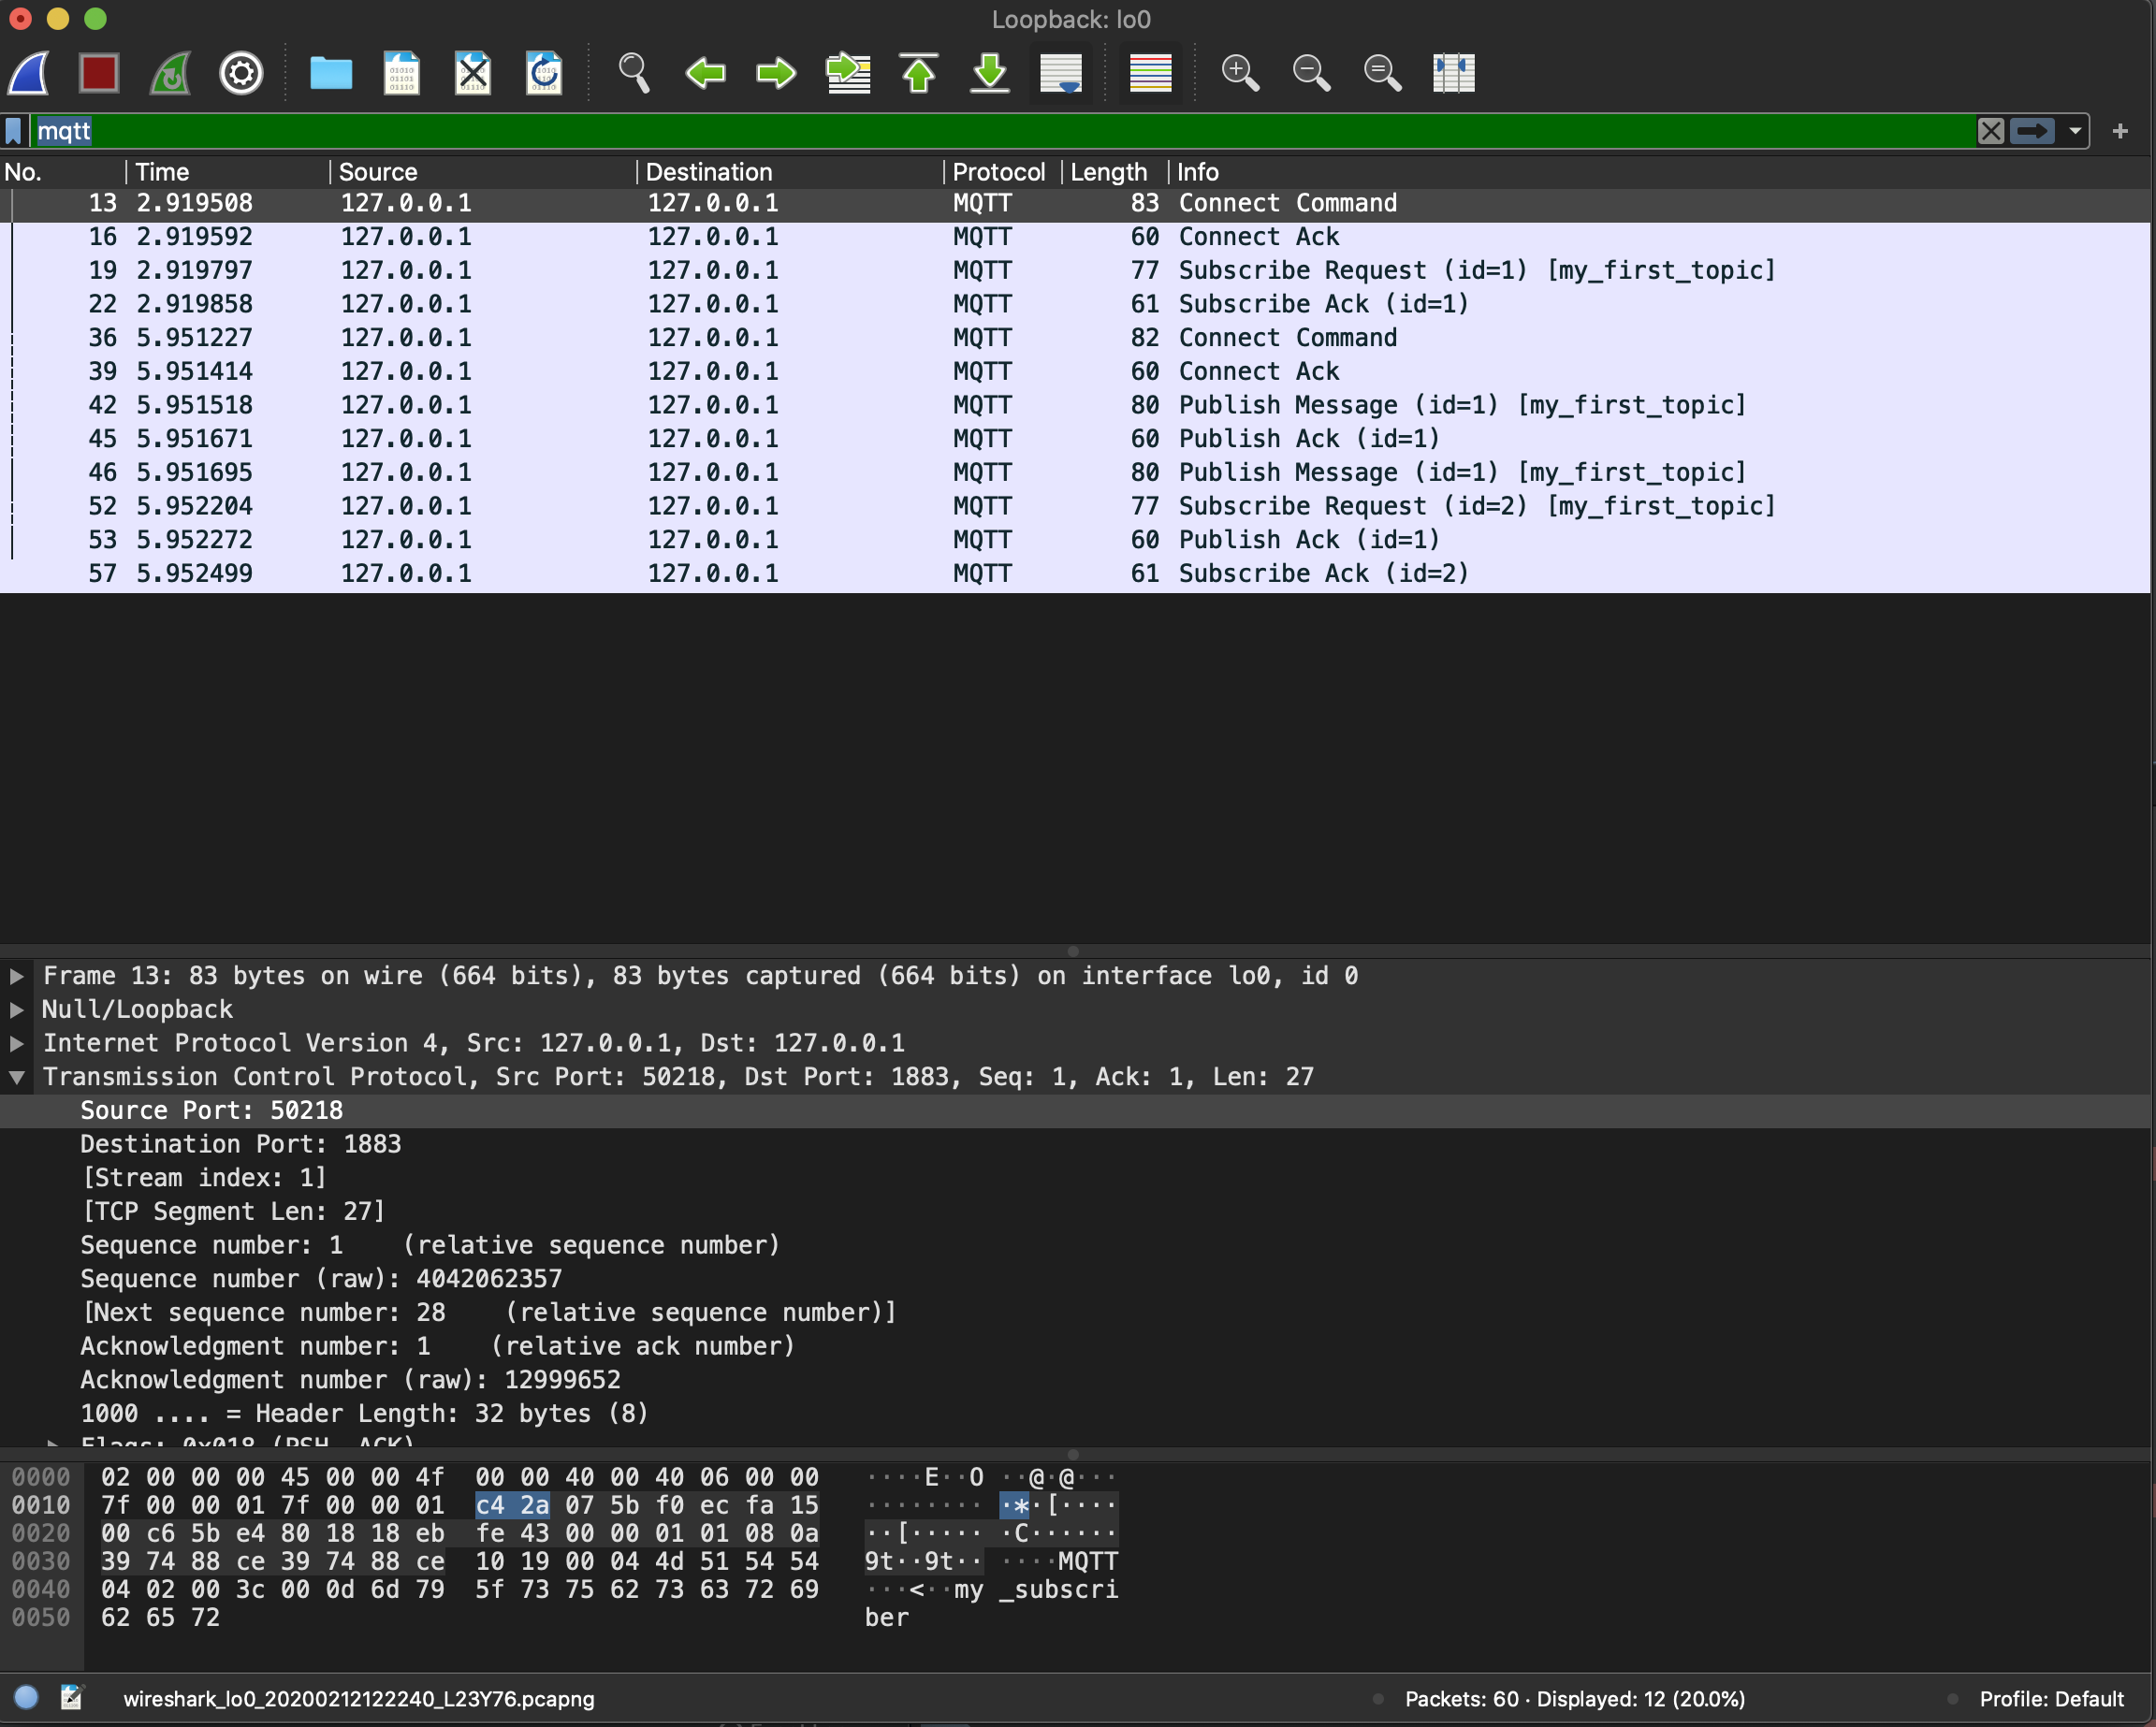 Loopback: lo0
mqtt
No. Time Source Destination Protocol Length Info
13 2.919508 127.0.0.1 127.0.0.1 MQTT 83 Connect Command
16 2.919592 127.0.0.1 127.0.0.1 MQTT 60 Connect Ack
19 2.919797 127.0.0.1 127.0.0.1 MQTT 77 Subscribe Request (id=1) [my_first_topic]
22 2.919858 127.0.0.1 127.0.0.1 MQTT 61 Subscribe Ack (id=1)
36 5.951227 127.0.0.1 127.0.0.1 MQTT 82 Connect Command
39 5.951414 127.0.0.1 127.0.0.1 MQTT 60 Connect Ack
42 5.951518 127.0.0.1 127.0.0.1 MQTT 80 Publish Message (id=1) [my_first_topic]
45 5.951671 127.0.0.1 127.0.0.1 MQTT 60 Publish Ack (id=1)
46 5.951695 127.0.0.1 127.0.0.1 MQTT 80 Publish Message (id=1) [my_first_topic]
52 5.952204 127.0.0.1 127.0.0.1 MQTT 77 Subscribe Request (id=2) [my_first_topic]
53 5.952272 127.0.0.1 127.0.0.1 MQTT 60 Publish Ack (id=1)
57 5.952499 127.0.0.1 127.0.0.1 MQTT 61 Subscribe Ack (id=2)
Frame 13: 83 bytes on wire (664 bits), 83 bytes captured (664 bits) on interface lo0, id 0
Null/Loopback
Internet Protocol Version 4, Src: 127.0.0.1, Dst: 127.0.0.1
Transmission Control Protocol, Src Port: 50218, Dst Port: 1883, Seq: 1, Ack: 1, Len: 27
Source Port: 50218
Destination Port: 1883
[Stream index: 1]
[TCP Segment Len: 27]
Sequence number: 1 (relative sequence number)
Sequence number (raw): 4042062357
[Next sequence number: 28 (relative sequence number)]
Acknowledgment number: 1 (relative ack number)
Acknowledgment number (raw): 12999652
1000 .... = Header Length: 32 bytes (8)
Flags: 0x018 (PSH, ACK)
0000 02 00 00 00 45 00 00 4f 00 00 40 00 40 06 00 00 ····E··O ··@·@···
0010 7f 00 00 01 7f 00 00 01 c4 2a 07 5b f0 ec fa 15 ········ ·*·[····
0020 00 c6 5b e4 80 18 18 eb fe 43 00 00 01 01 08 0a ··[····· ·C······
0030 39 74 88 ce 39 74 88 ce 10 19 00 04 4d 51 54 54 9t··9t·· ····MQTT
0040 04 02 00 3c 00 0d 6d 79 5f 73 75 62 73 63 72 69 ···<··my _subscri
0050 62 65 72 ber
wireshark_lo0_20200212122240_L23Y76.pcapng Packets: 60 · Displayed: 12 (20.0%) Profile: Default